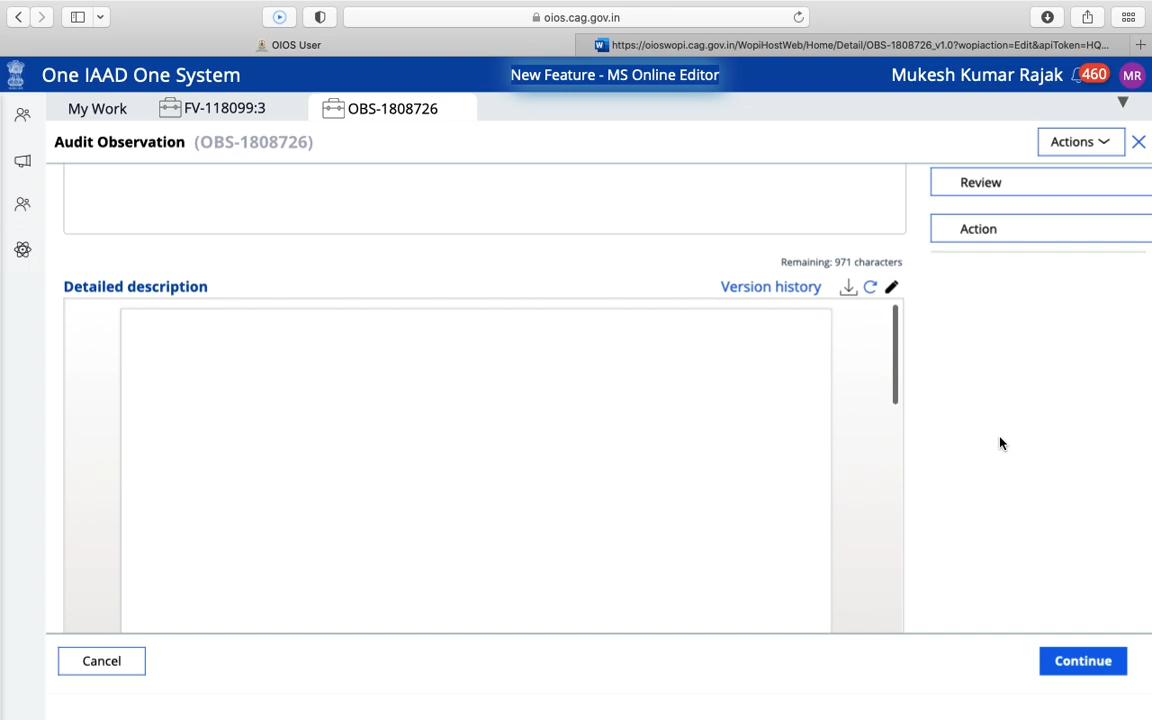 oios.cag.gov.in
OIOS User
https://oioswopi.cag.gov.in/WopiHostWeb/Home/Detail/OBS-1808726_v1.0?wopiaction=Edit&apiToken=HQ...
One IAAD One System
New Feature - MS Online Editor
Mukesh Kumar Rajak
460
MR
My Work
FV-118099:3
OBS-1808726
Audit Observation (OBS-1808726)
Actions
Review
Action
Remaining: 971 characters
Detailed description
Version history
Cancel
Continue